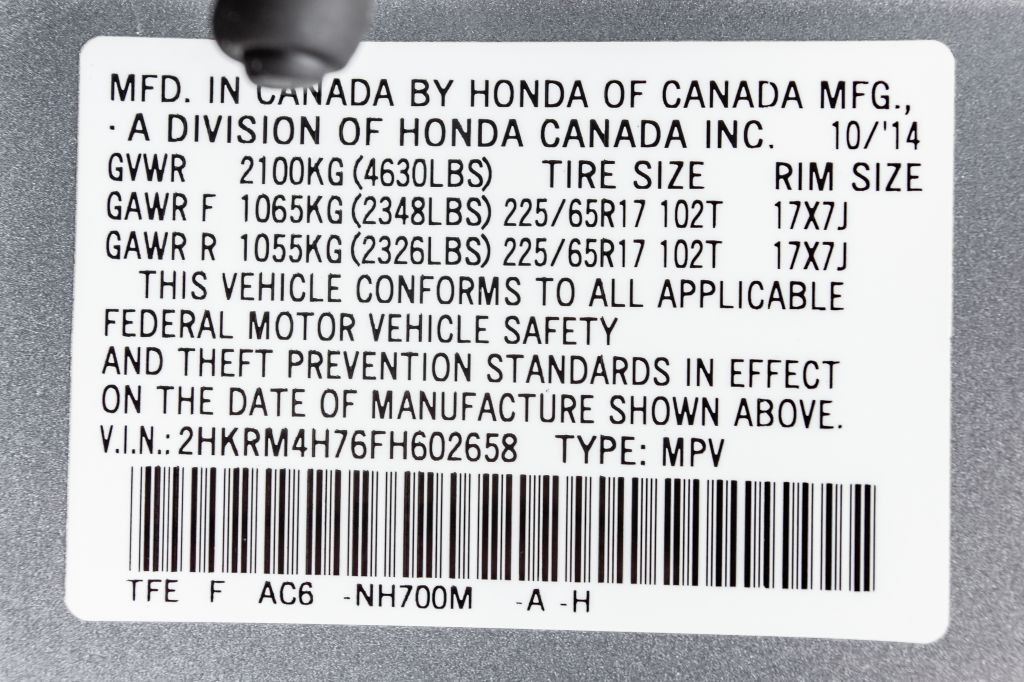 MFD. IN CANADA BY HONDA OF CANADA MFG.,
· A DIVISION OF HONDA CANADA INC. 10/'14
GVWR 2100KG (4630LBS) TIRE SIZE RIM SIZE
GAWR F 1065KG (2348LBS) 225/65R17 102T 17X7J
GAWR R 1055KG (2326LBS) 225/65R17 102T 17X7J
THIS VEHICLE CONFORMS TO ALL APPLICABLE
FEDERAL MOTOR VEHICLE SAFETY
AND THEFT PREVENTION STANDARDS IN EFFECT
ON THE DATE OF MANUFACTURE SHOWN ABOVE.
V.I.N.: 2HKRM4H76FH602658 TYPE: MPV
TFE F AC6 -NH700M -A -H